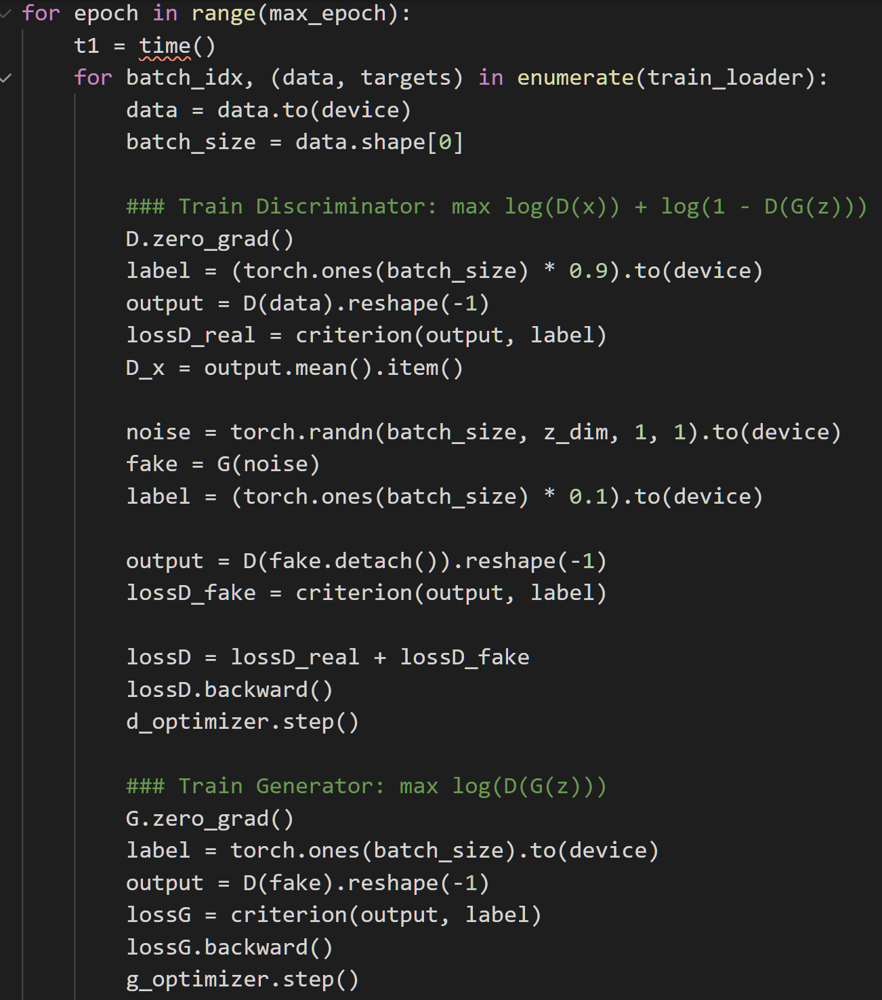 for epoch in range(max_epoch):
    t1 = time()
    for batch_idx, (data, targets) in enumerate(train_loader):
        data = data.to(device)
        batch_size = data.shape[0]

        ### Train Discriminator: max log(D(x)) + log(1 - D(G(z)))
        D.zero_grad()
        label = (torch.ones(batch_size) * 0.9).to(device)
        output = D(data).reshape(-1)
        lossD_real = criterion(output, label)
        D_x = output.mean().item()

        noise = torch.randn(batch_size, z_dim, 1, 1).to(device)
        fake = G(noise)
        label = (torch.ones(batch_size) * 0.1).to(device)

        output = D(fake.detach()).reshape(-1)
        lossD_fake = criterion(output, label)

        lossD = lossD_real + lossD_fake
        lossD.backward()
        d_optimizer.step()

        ### Train Generator: max log(D(G(z)))
        G.zero_grad()
        label = torch.ones(batch_size).to(device)
        output = D(fake).reshape(-1)
        lossG = criterion(output, label)
        lossG.backward()
        g_optimizer.step()